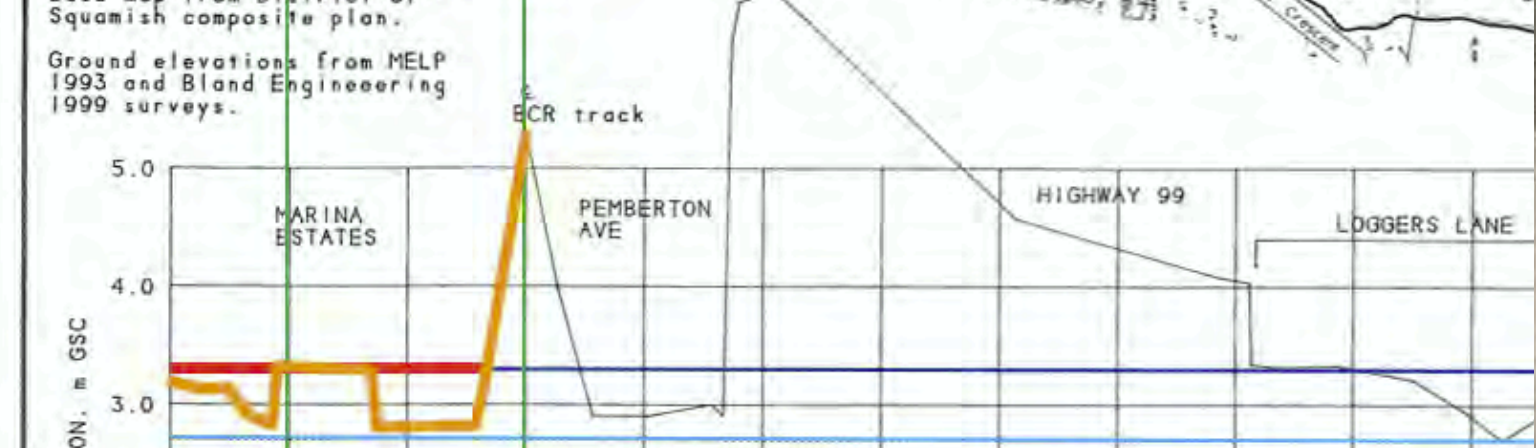 Squamish composite plan.
Ground elevations from MELP
1993 and Bland Engineeering
1999 surveys.
Crescent
BCR track
5.0
4.0
3.0
m GSC
MARINA
ESTATES
PEMBERTON
AVE
HIGHWAY 99
LOGGERS LANE